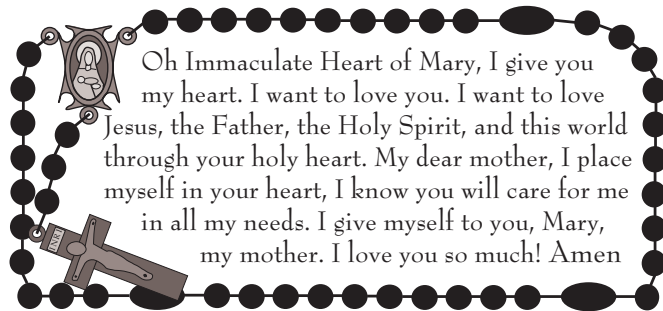 Oh Immaculate Heart of Mary, I give you
my heart. I want to love you. I want to love
Jesus, the Father, the Holy Spirit, and this world
through your holy heart. My dear mother, I place
myself in your heart, I know you will care for me
in all my needs. I give myself to you, Mary,
my mother. I love you so much! Amen
INRI